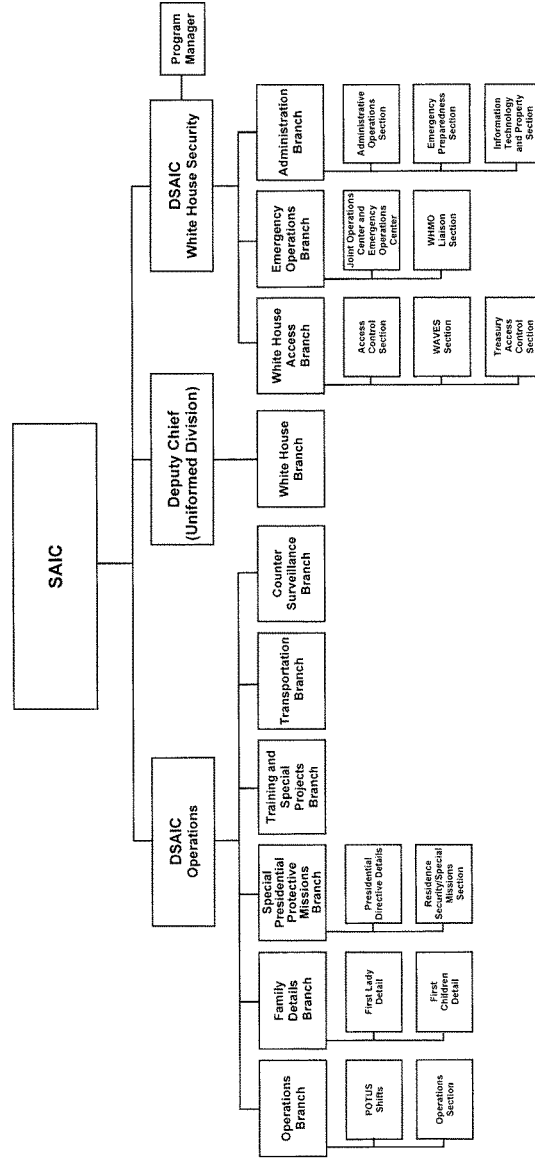 SAIC
DSAIC
Operations
Deputy Chief
(Uniformed Division)
DSAIC
White House Security
Program
Manager
Operations
Branch
Family
Details
Branch
Special
Presidential
Protective
Missions
Branch
Training and
Special
Projects
Branch
Transportation
Branch
Counter
Surveillance
Branch
White House
Branch
White House
Access
Branch
Emergency
Operations
Branch
Administration
Branch
POTUS
Shifts
First Lady
Detail
Presidential
Directive Details
Access
Control
Section
Joint Operations
Center and
Emergency
Operations
Center
Administrative
Operations
Section
Operations
Section
First
Children
Detail
Residence
Security/Special
Missions
Section
WAVES
Section
WHMO
Liaison
Section
Emergency
Preparedness
Section
Treasury
Access
Control
Section
Information
Technology
and Property
Section